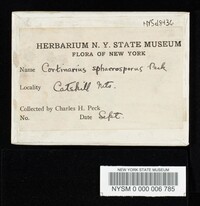 NYSd8436
HERBARIUM N. Y. STATE MUSEUM
FLORA OF NEW YORK
Name Cortinarius sphaerosporus Peck
Locality Catskill Mts.
Collected by Charles H. Peck
No. Date Sept.
NEW YORK STATE MUSEUM
NYSM 0 000 006 785